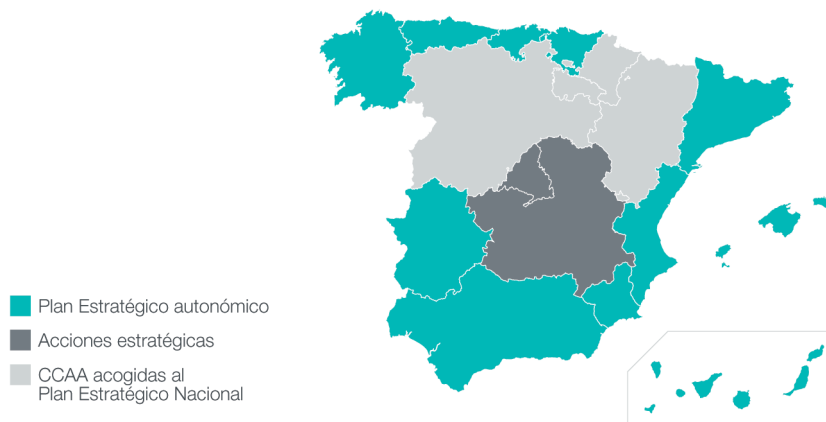 Plan Estratégico autonómico
Acciones estratégicas
CCAA acogidas al
Plan Estratégico Nacional